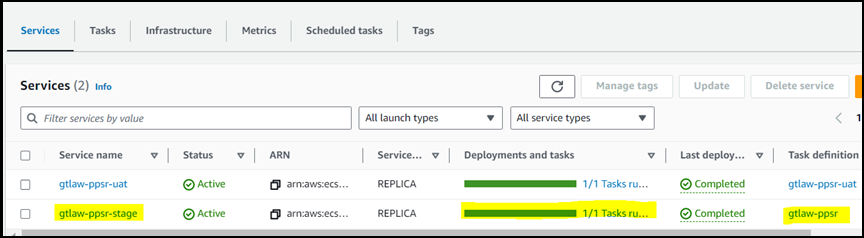 Services Tasks Infrastructure Metrics Scheduled tasks Tags
Services (2) Info Manage tags Update Delete service
Filter services by value All launch types All service types 1
Service name Status ARN Service... Deployments and tasks Last deploy... Task definition
gtlaw-ppsr-uat Active arn:aws:ecs... REPLICA 1/1 Tasks ru... Completed gtlaw-ppsr-uat
gtlaw-ppsr-stage Active arn:aws:ecs... REPLICA 1/1 Tasks ru... Completed gtlaw-ppsr